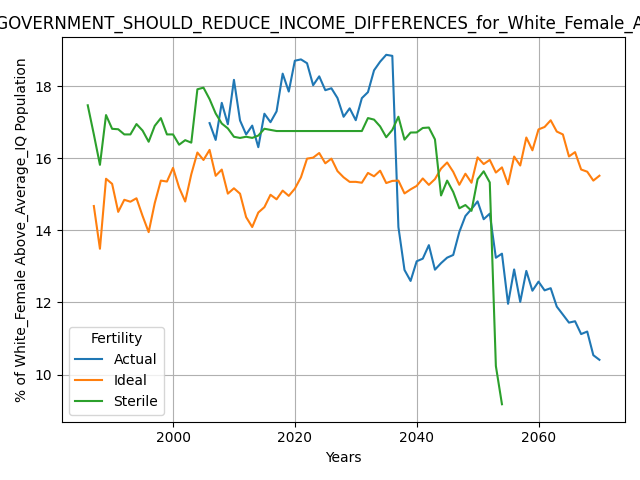 GOVERNMENT_SHOULD_REDUCE_INCOME_DIFFERENCES_for_White_Female_A
% of White_Female Above_Average_IQ Population
18
16
14
12
10
Fertility
Actual
Ideal
Sterile
2000 2020 2040 2060
Years